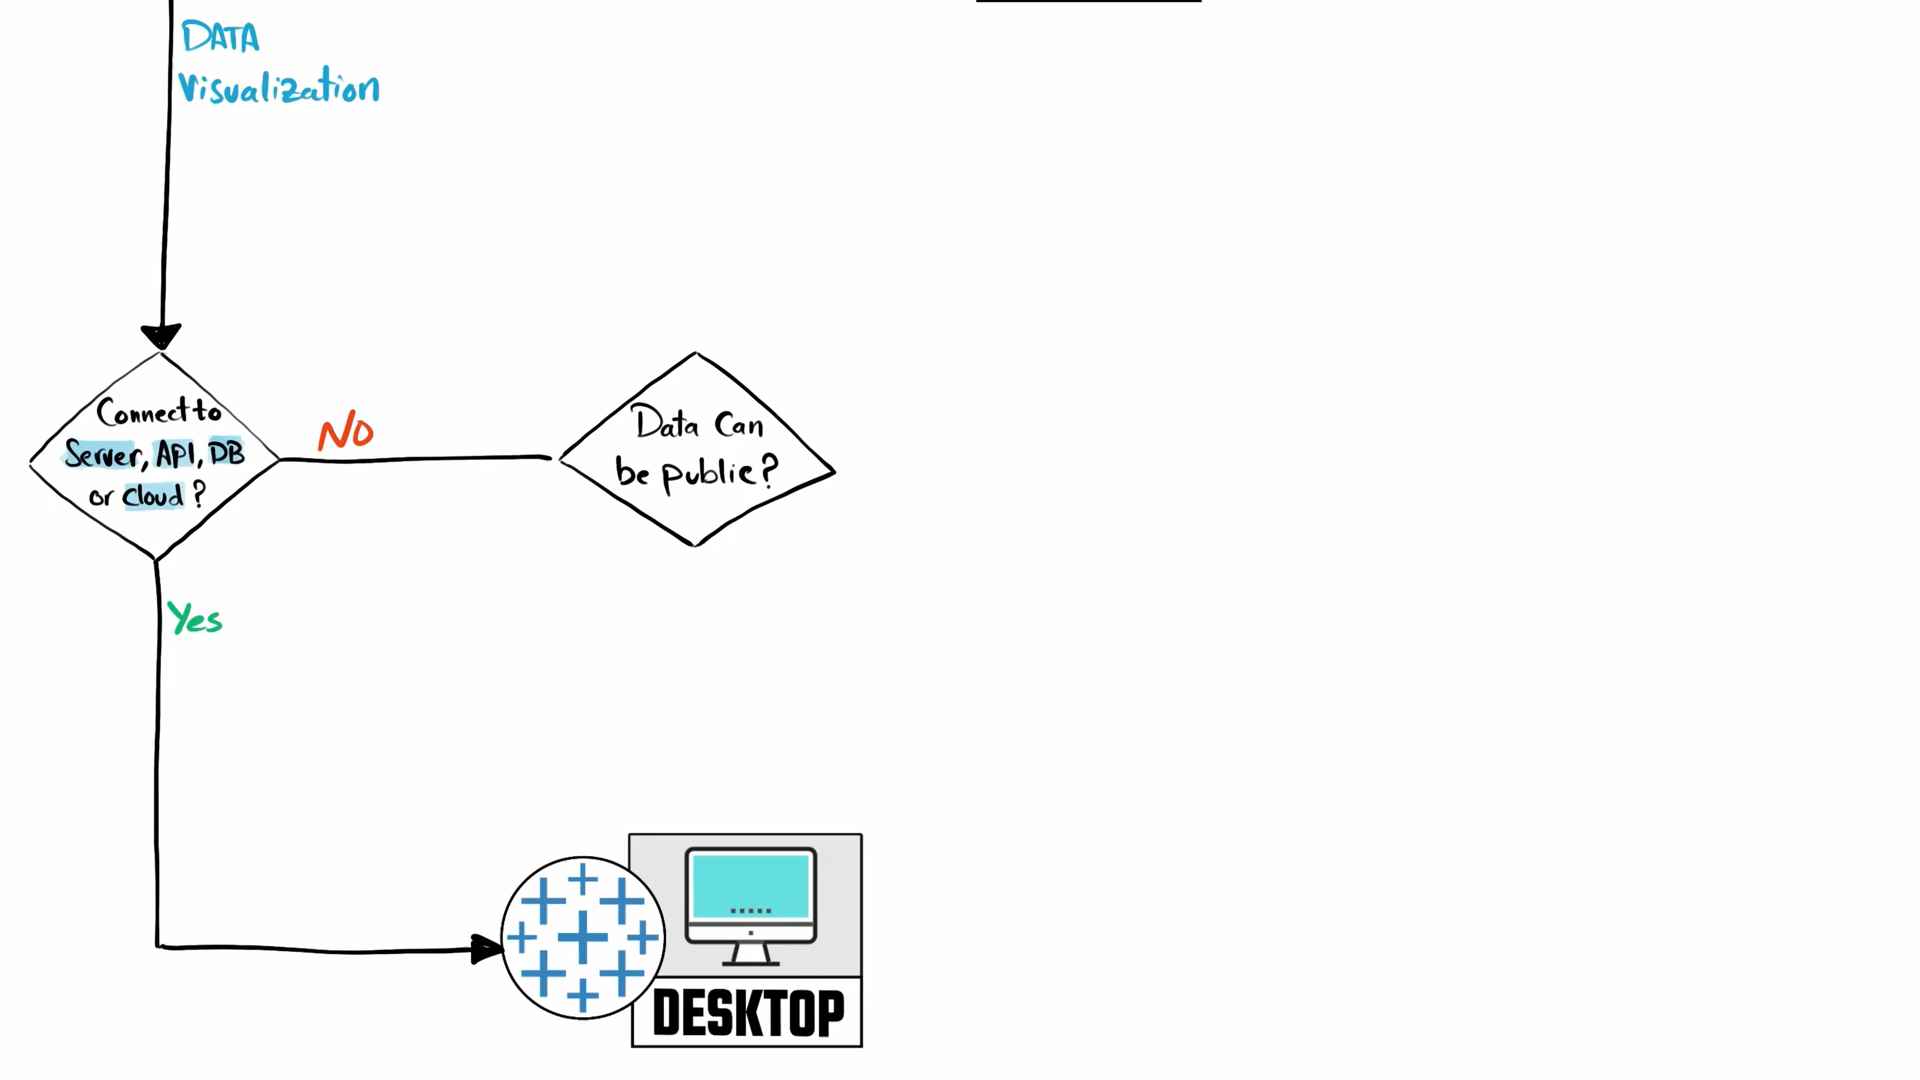 DATA
Visualization
Connect to
Server, API, DB
or cloud?
NO
Data Can
be public?
Yes
DESKTOP